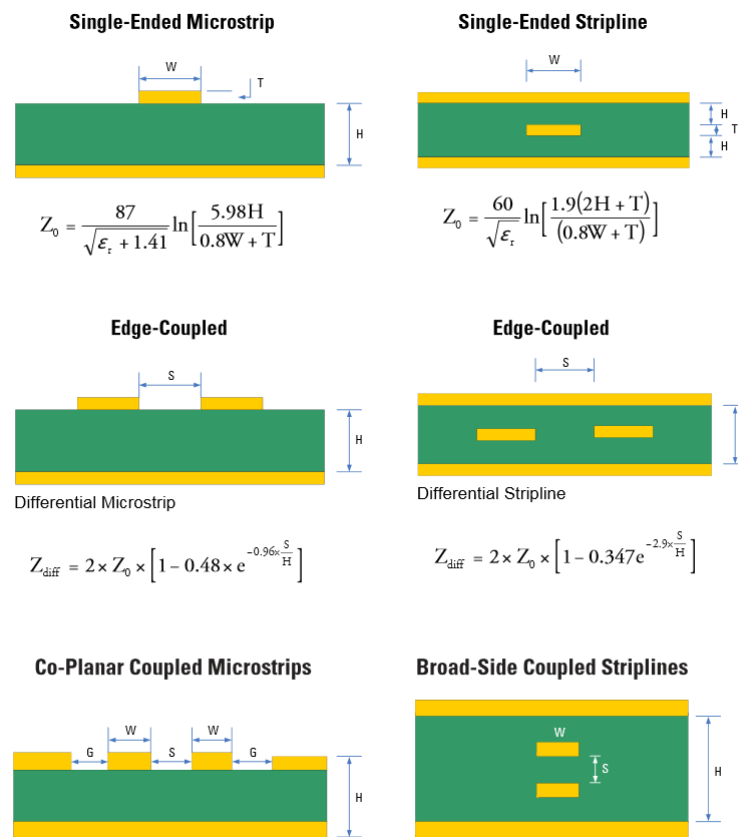 Single-Ended Microstrip
W
T
H
Z₀ = 87 / √(εᵣ + 1.41) ln[5.98H / 0.8W + T]
Single-Ended Stripline
W
H
T
H
Z₀ = 60 / √εᵣ ln[1.9(2H + T) / (0.8W + T)]
Edge-Coupled
S
H
Differential Microstrip
Z_diff = 2 × Z₀ × [1 − 0.48 × e^(−0.96× S/H)]
Edge-Coupled
S
Differential Stripline
Z_diff = 2 × Z₀ × [1 − 0.347e^(−2.9× S/H)]
Co-Planar Coupled Microstrips
W W
G S G
H
Broad-Side Coupled Striplines
W
S
H